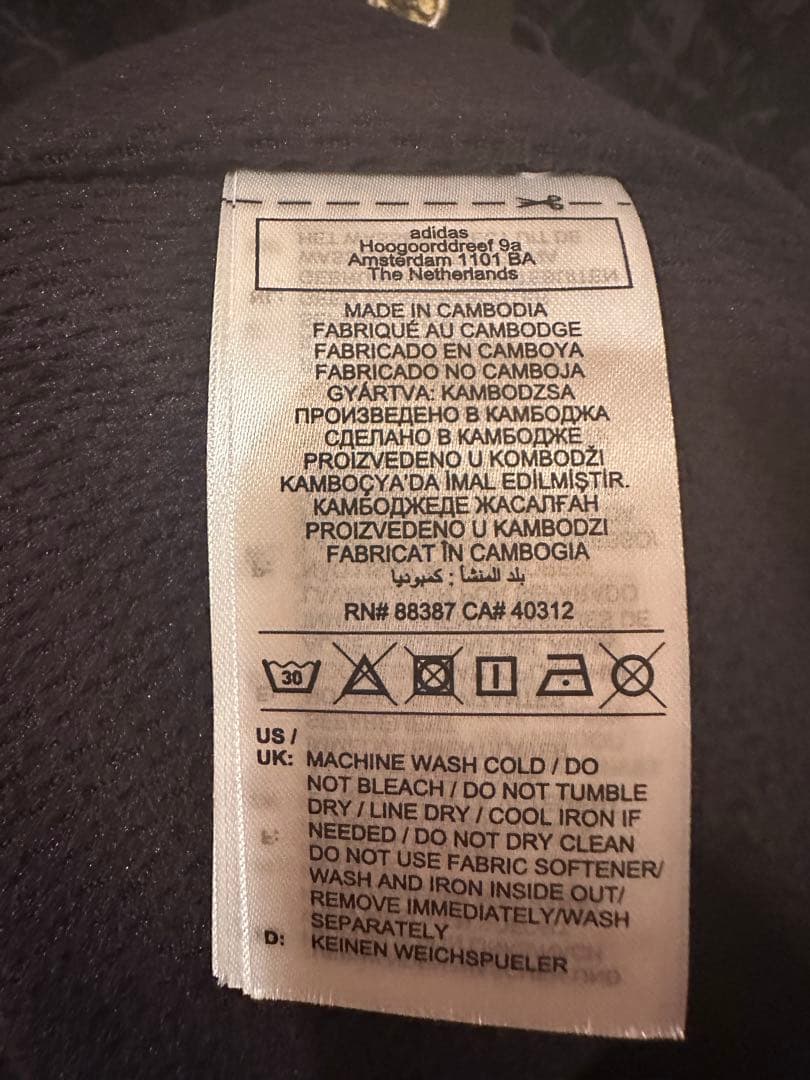 adidas
Hoogoorddreef 9a
Amsterdam 1101 BA
The Netherlands
MADE IN CAMBODIA
FABRIQUÉ AU CAMBODGE
FABRICADO EN CAMBOYA
FABRICADO NO CAMBOJA
GYÁRTVA: KAMBODZSA
ПРОИЗВЕДЕНО В КАМБОДЖА
СДЕЛАНО В КАМБОДЖЕ
PROIZVEDENO U KOMBODŽI
KAMBOÇYA'DA İMAL EDİLMİŞTİR.
КАМБОДЖЕДЕ ЖАСАЛҒАН
PROIZVEDENO U KAMBODZI
FABRICAT ÎN CAMBOGIA
بلد المنشأ : كمبوديا
RN# 88387 CA# 40312
30
US /
UK: MACHINE WASH COLD / DO
NOT BLEACH / DO NOT TUMBLE
DRY / LINE DRY / COOL IRON IF
NEEDED / DO NOT DRY CLEAN
DO NOT USE FABRIC SOFTENER/
WASH AND IRON INSIDE OUT/
REMOVE IMMEDIATELY/WASH
SEPARATELY
D: KEINEN WEICHSPUELER